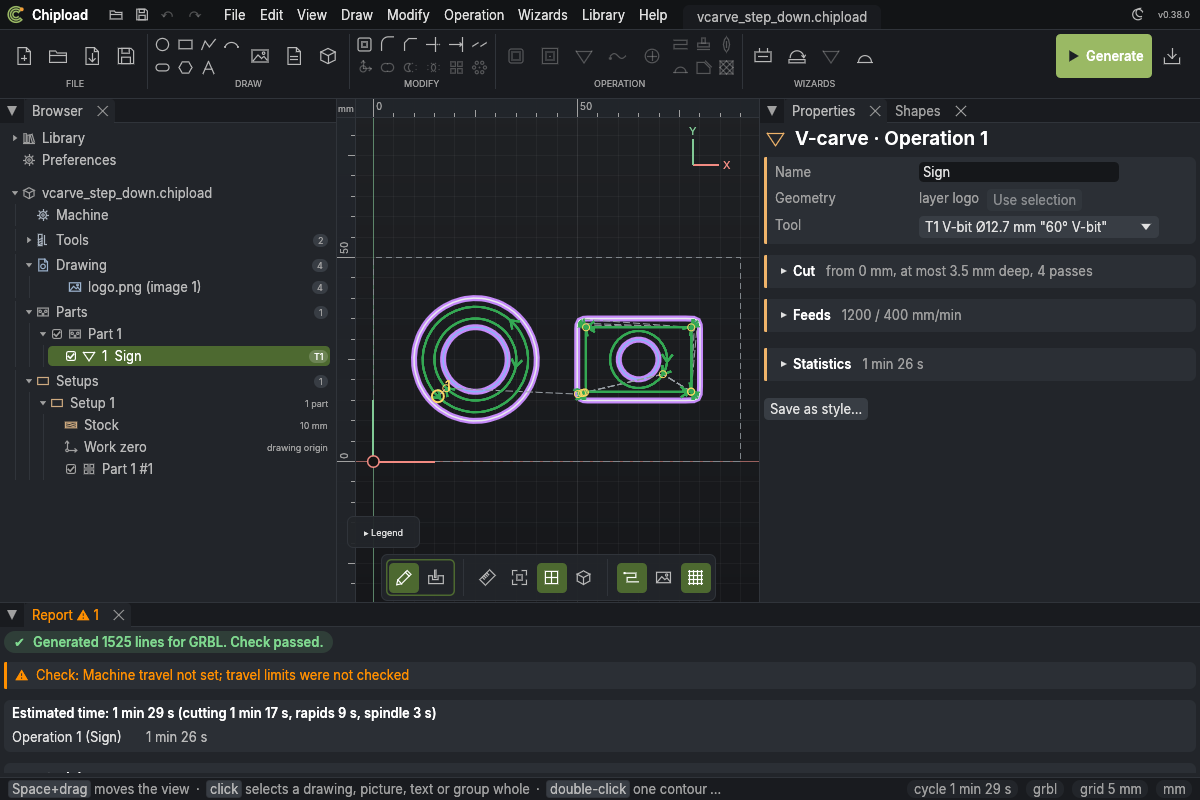 Chipload
File Edit View Draw Modify Operation Wizards Library Help
vcarve_step_down.chipload
v0.38.0
FILE
DRAW
MODIFY
OPERATION
WIZARDS
Generate
Browser
Library
Preferences
vcarve_step_down.chipload
Machine
Tools 2
Drawing 4
logo.png (image 1) 4
Parts 1
Part 1
1 Sign T1
Setups 1
Setup 1 1 part
Stock 10 mm
Work zero drawing origin
Part 1 #1
mm
0
50
50
0
Y
X
1
Legend
Properties
Shapes
V-carve · Operation 1
Name Sign
Geometry layer logo Use selection
Tool T1 V-bit Ø12.7 mm "60° V-bit"
Cut from 0 mm, at most 3.5 mm deep, 4 passes
Feeds 1200 / 400 mm/min
Statistics 1 min 26 s
Save as style...
Report 1
Generated 1525 lines for GRBL. Check passed.
Check: Machine travel not set; travel limits were not checked
Estimated time: 1 min 29 s (cutting 1 min 17 s, rapids 9 s, spindle 3 s)
Operation 1 (Sign) 1 min 26 s
Space+drag moves the view · click selects a drawing, picture, text or group whole · double-click one contour ...
cycle 1 min 29 s grbl grid 5 mm mm